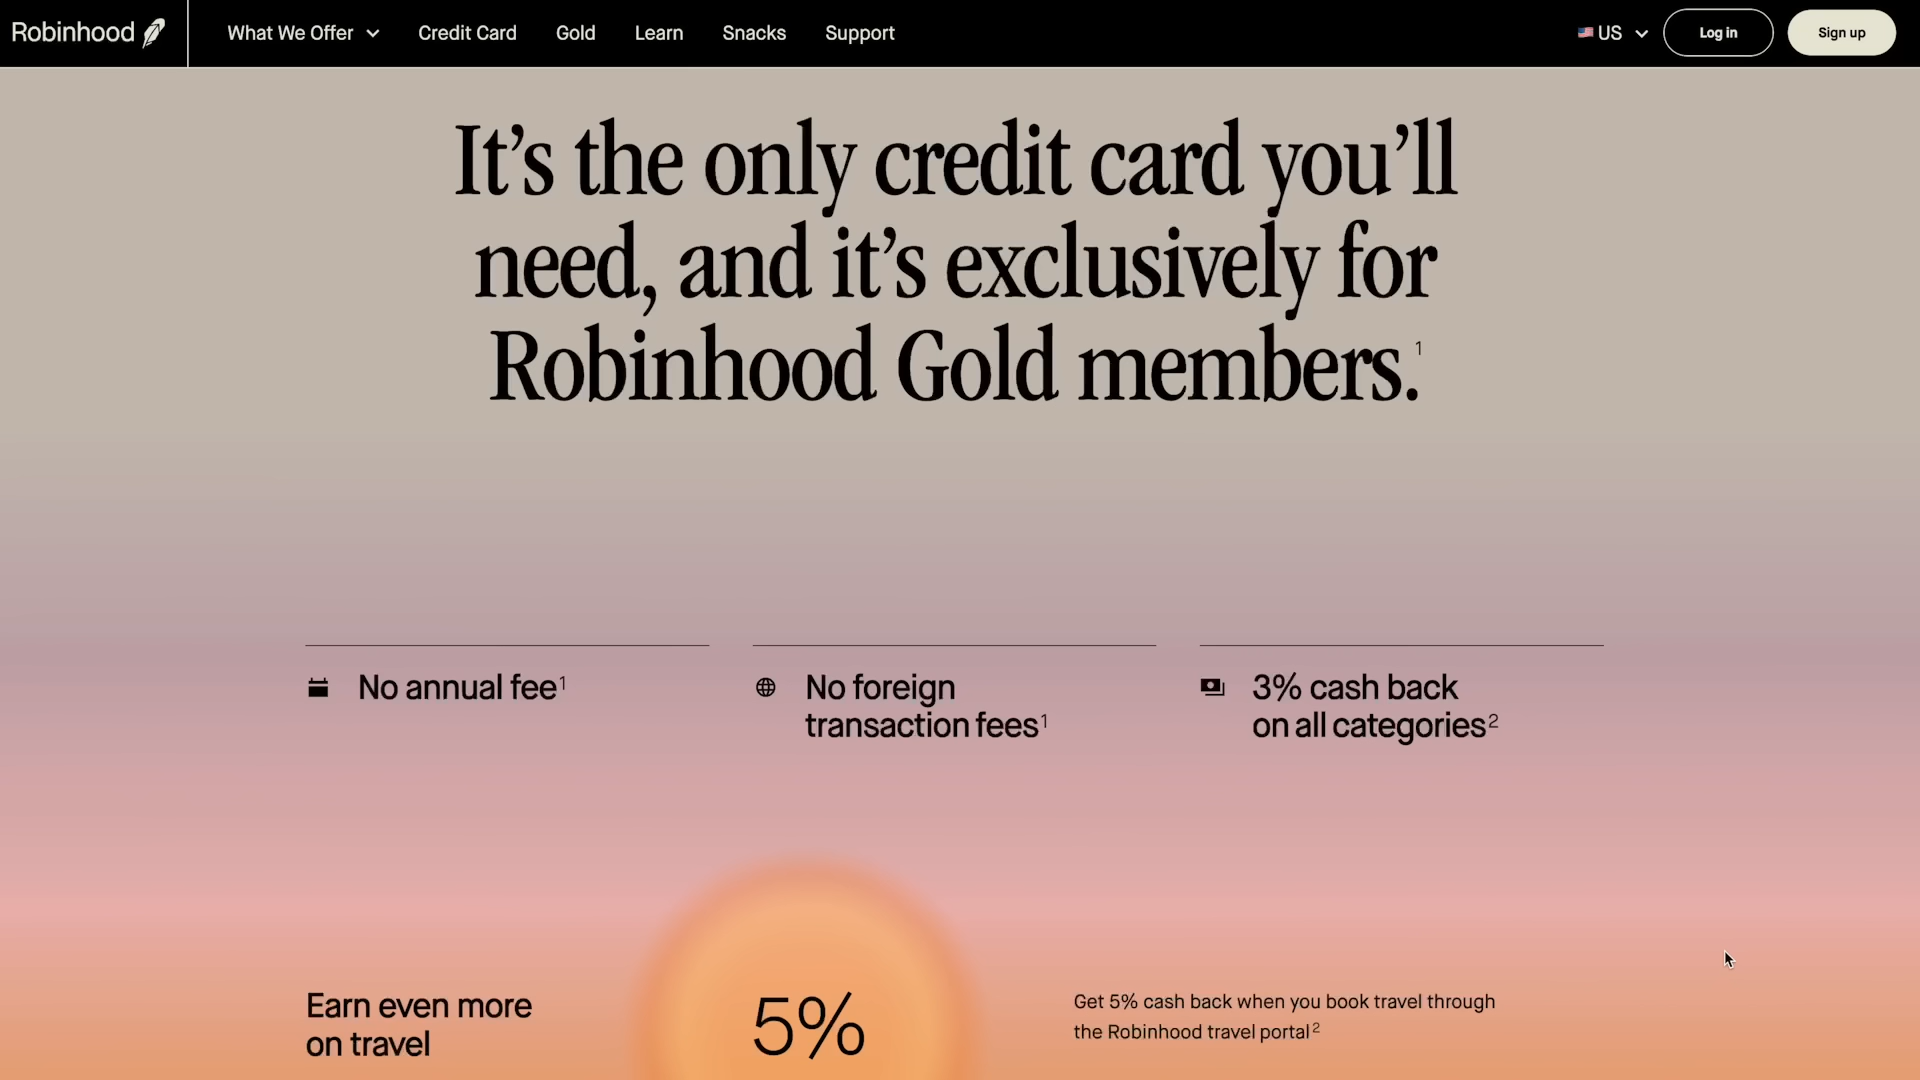 Robinhood
What We Offer
Credit Card
Gold
Learn
Snacks
Support
US
Log in
Sign up
It’s the only credit card you’ll
need, and it’s exclusively for
Robinhood Gold members.1
No annual fee1
No foreign
transaction fees1
3% cash back
on all categories2
Earn even more
on travel
5%
Get 5% cash back when you book travel through
the Robinhood travel portal2